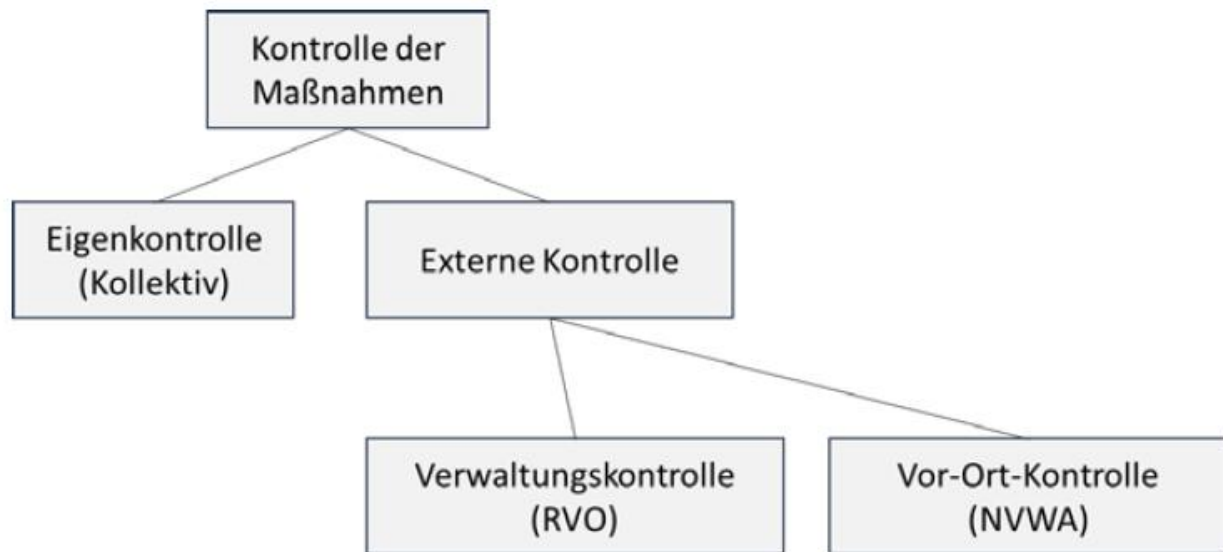 Kontrolle der
Maßnahmen
Eigenkontrolle
(Kollektiv)
Externe Kontrolle
Verwaltungskontrolle
(RVO)
Vor-Ort-Kontrolle
(NVWA)